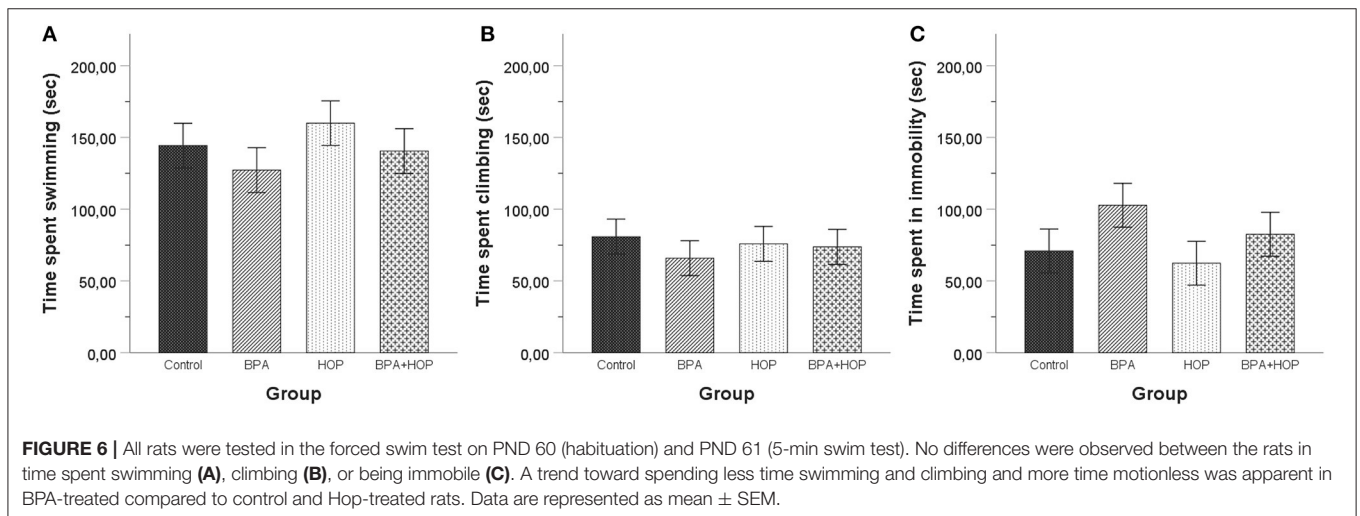 A
Time spent swimming (sec)
200,00
150,00
100,00
50,00
0,00
Control BPA HOP BPA+HOP
Group
B
Time spent climbing (sec)
200,00
150,00
100,00
50,00
0,00
Control BPA HOP BPA+HOP
Group
C
Time spent in immobility (sec)
200,00
150,00
100,00
50,00
0,00
Control BPA HOP BPA+HOP
Group
FIGURE 6 | All rats were tested in the forced swim test on PND 60 (habituation) and PND 61 (5-min swim test). No differences were observed between the rats in
time spent swimming (A), climbing (B), or being immobile (C). A trend toward spending less time swimming and climbing and more time motionless was apparent in
BPA-treated compared to control and Hop-treated rats. Data are represented as mean ± SEM.